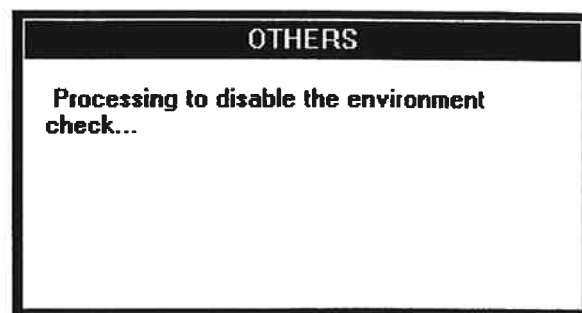 OTHERS
Processing to disable the environment
check...